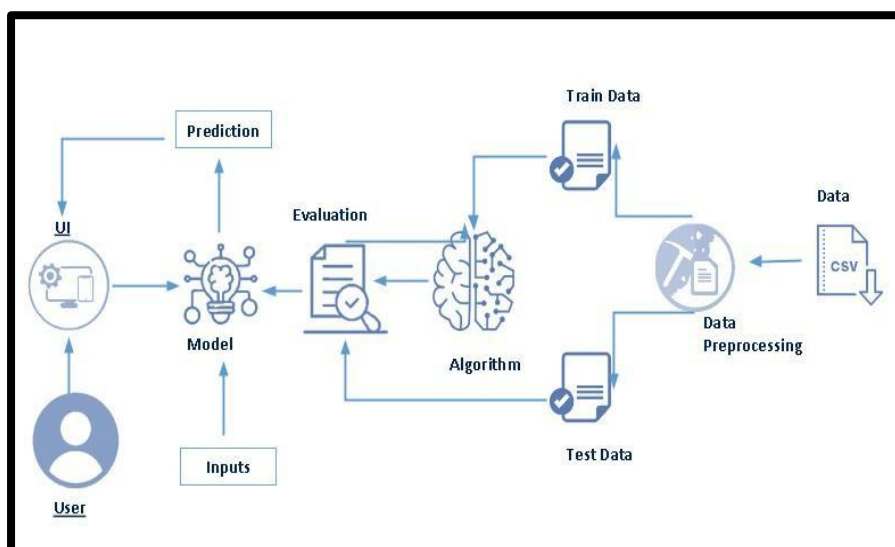 Train Data
Prediction
Data
Evaluation
UI
CSV
Model
Data
Preprocessing
Algorithm
Test Data
Inputs
User